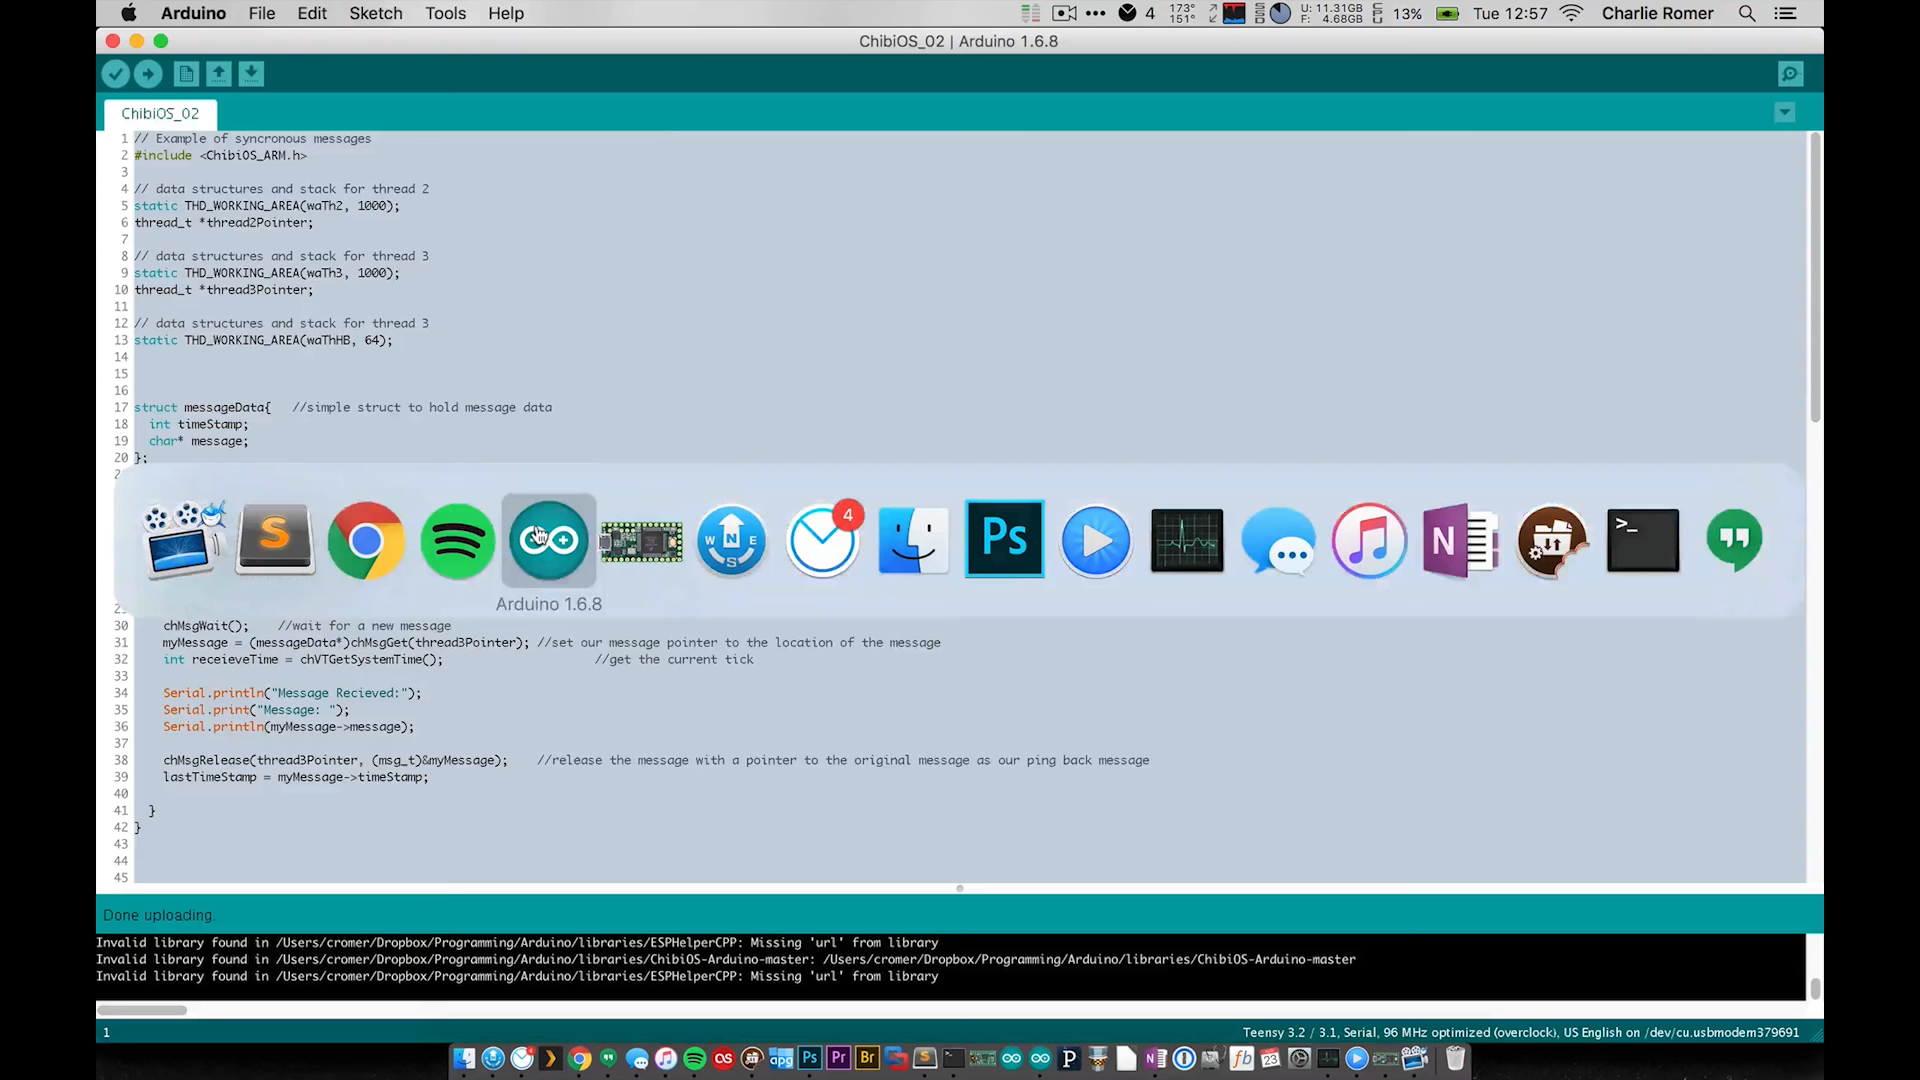 Arduino File Edit Sketch Tools Help 4 173° 151° U: 11.31GB F: 4.68GB 13% Tue 12:57 Charlie Romer
ChibiOS_02 | Arduino 1.6.8
ChibiOS_02
1 // Example of syncronous messages
2 #include <ChibiOS_ARM.h>
3
4 // data structures and stack for thread 2
5 static THD_WORKING_AREA(waTh2, 1000);
6 thread_t *thread2Pointer;
7
8 // data structures and stack for thread 3
9 static THD_WORKING_AREA(waTh3, 1000);
10 thread_t *thread3Pointer;
11
12 // data structures and stack for thread 3
13 static THD_WORKING_AREA(waThHB, 64);
14
15
16
17 struct messageData{ //simple struct to hold message data
18 int timeStamp;
19 char* message;
20 };
4
S
N
W E
S
Ps
N
>_
Arduino 1.6.8
30 chMsgWait(); //wait for a new message
31 myMessage = (messageData*)chMsgGet(thread3Pointer); //set our message pointer to the location of the message
32 int receieveTime = chVTGetSystemTime(); //get the current tick
33
34 Serial.println("Message Recieved:");
35 Serial.print("Message: ");
36 Serial.println(myMessage->message);
37
38 chMsgRelease(thread3Pointer, (msg_t)&myMessage); //release the message with a pointer to the original message as our ping back message
39 lastTimeStamp = myMessage->timeStamp;
40
41 }
42 }
43
44
45
Done uploading.
Invalid library found in /Users/cromer/Dropbox/Programming/Arduino/libraries/ESPHelperCPP: Missing 'url' from library
Invalid library found in /Users/cromer/Dropbox/Programming/Arduino/libraries/ChibiOS-Arduino-master: /Users/cromer/Dropbox/Programming/Arduino/libraries/ChibiOS-Arduino-master
Invalid library found in /Users/cromer/Dropbox/Programming/Arduino/libraries/ESPHelperCPP: Missing 'url' from library
1 Teensy 3.2 / 3.1, Serial, 96 MHz optimized (overclock), US English on /dev/cu.usbmodem379691
apg Ps Pr Br S P N fb 23